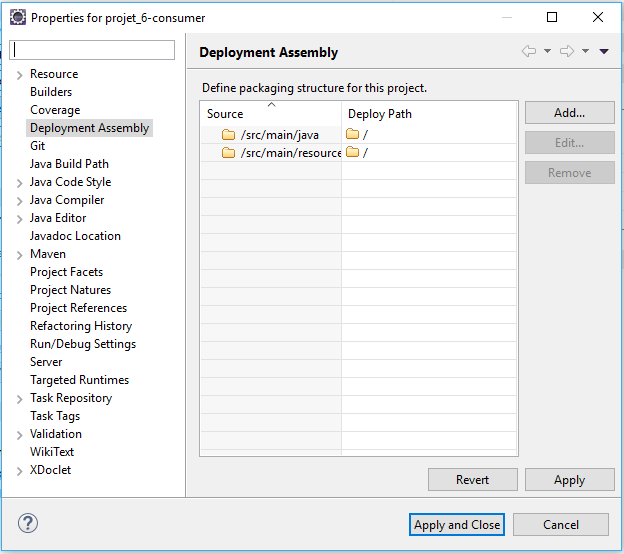 Properties for projet_6-consumer
Resource
Builders
Coverage
Deployment Assembly
Git
Java Build Path
Java Code Style
Java Compiler
Java Editor
Javadoc Location
Maven
Project Facets
Project Natures
Project References
Refactoring History
Run/Debug Settings
Server
Targeted Runtimes
Task Repository
Task Tags
Validation
WikiText
XDoclet
Deployment Assembly
Define packaging structure for this project.
Source Deploy Path
/src/main/java /
/src/main/resource /
Add...
Edit...
Remove
Revert Apply
Apply and Close Cancel